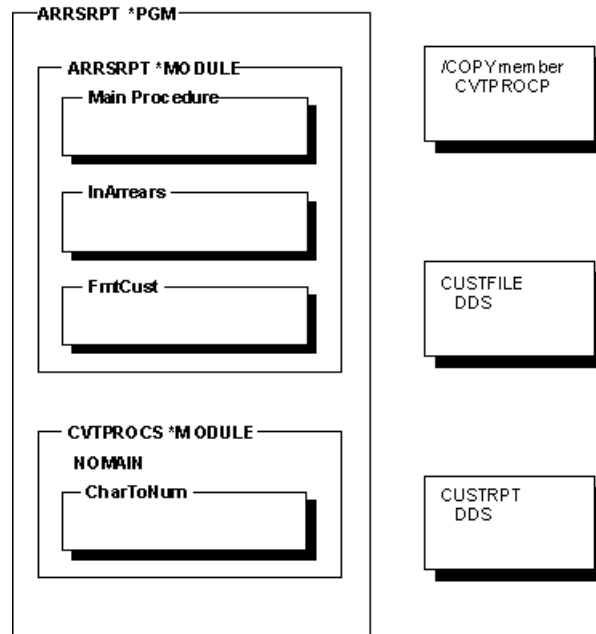 ARRSRPT *PGM
ARRSRPT *MODULE
Main Procedure
InArrears
FmtCust
CVTPROCS *MODULE
NOMAIN
CharToNum
/COPY member
CVTPROCP
CUSTFILE
DDS
CUSTRPT
DDS